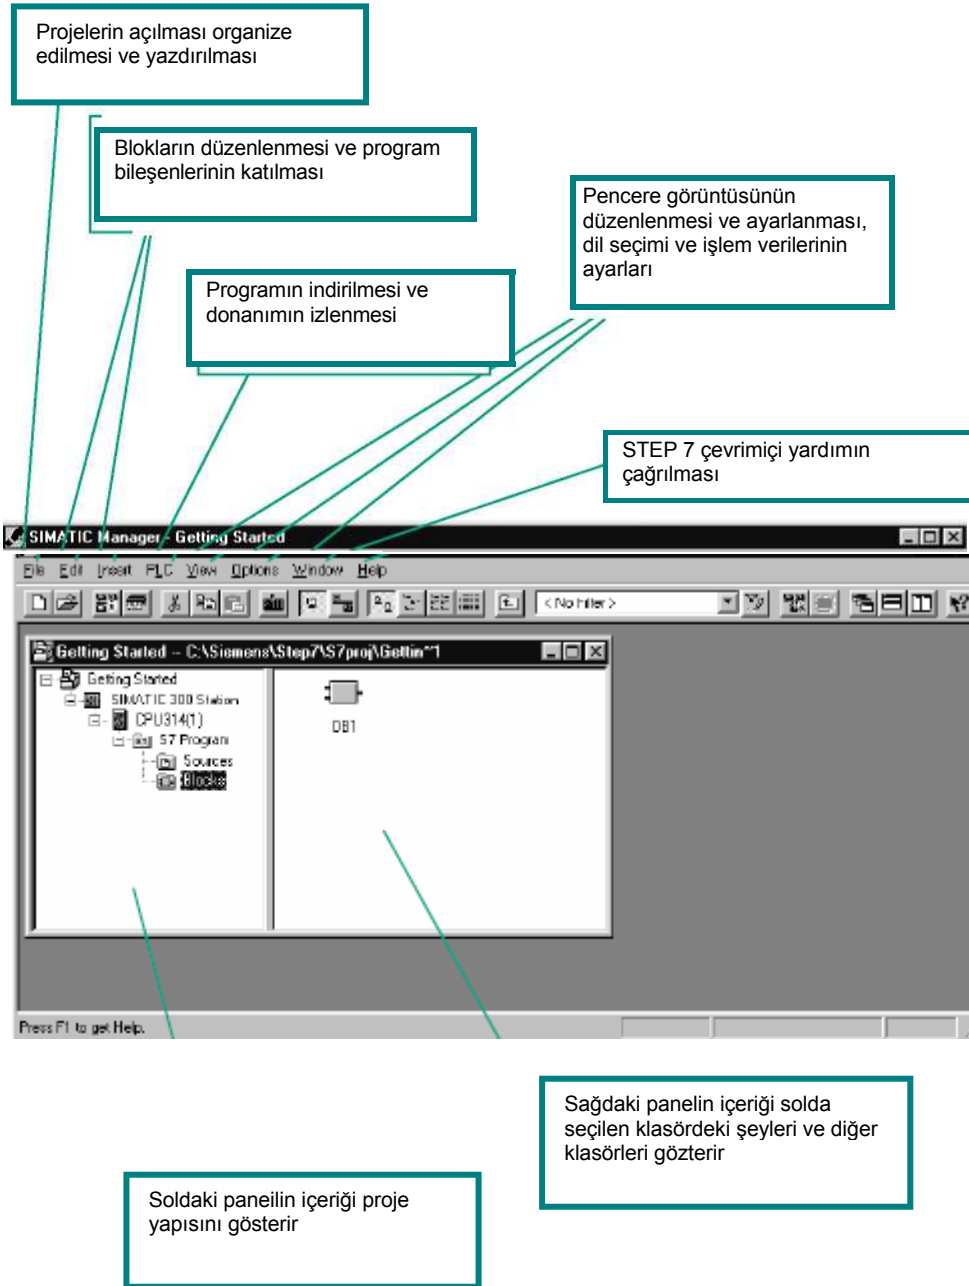 Projelerin açılması organize
edilmesi ve yazdırılması
Blokların düzenlenmesi ve program
bileşenlerinin katılması
Pencere görüntüsünün
düzenlenmesi ve ayarlanması,
dil seçimi ve işlem verilerinin
ayarları
Programın indirilmesi ve
donanımın izlenmesi
STEP 7 çevrimiçi yardımın
çağrılması
SIMATIC Manager - Getting Started
File Edit Insert PLC View Options Window Help
< No Filter >
Getting Started -- C:\Siemens\Step7\S7proj\Gettin~1
Getting Started
SIMATIC 300 Station
CPU314(1)
S7 Program
Sources
Blocks
OB1
Press F1 to get Help.
Sağdaki panelin içeriği solda
seçilen klasördeki şeyleri ve diğer
klasörleri gözterir
Soldaki paneilin içeriği proje
yapısını gösterir